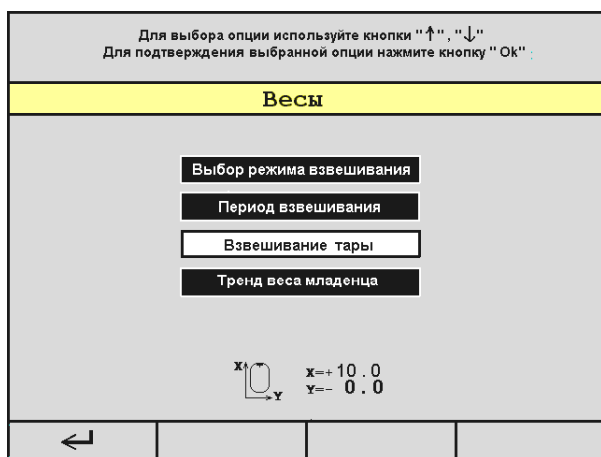 Для выбора опции используйте кнопки "↑", "↓"
Для подтверждения выбранной опции нажмите кнопку "Ok" :
Весы
Выбор режима взвешивания
Период взвешивания
Взвешивание тары
Тренд веса младенца
X
Y
X=+10.0
Y=- 0.0